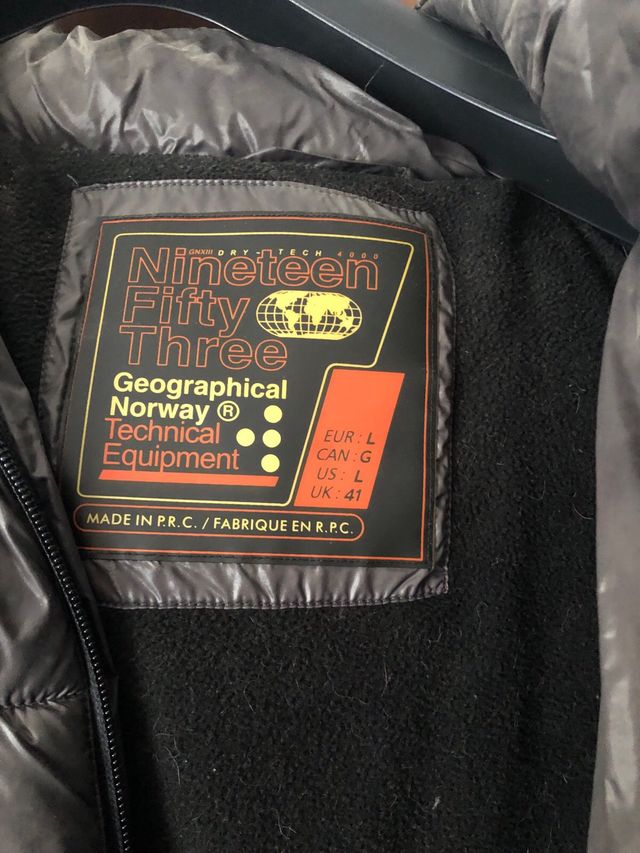 GNXIII DRY-TECH 4000
Nineteen
Fifty
Three
Geographical
Norway ®
Technical
Equipment
EUR : L
CAN : G
US : L
UK : 41
MADE IN P.R.C. / FABRIQUE EN R.P.C.